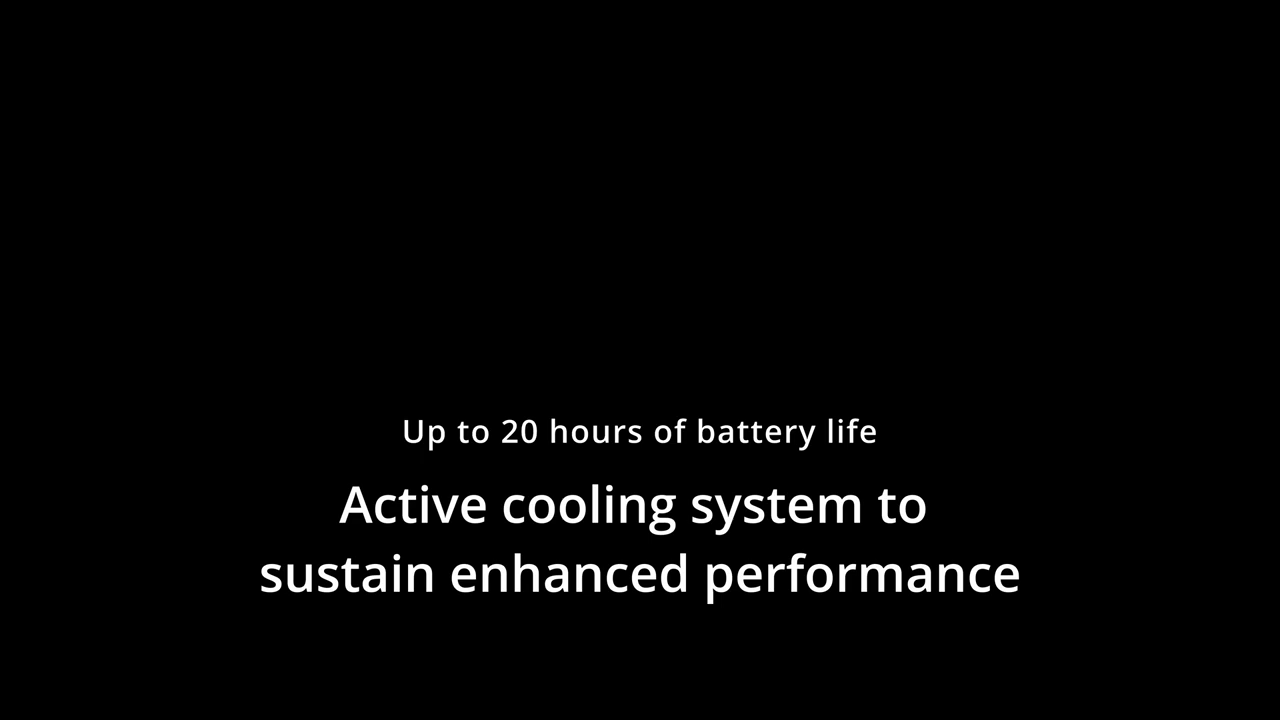 Up to 20 hours of battery life
Active cooling system to
sustain enhanced performance